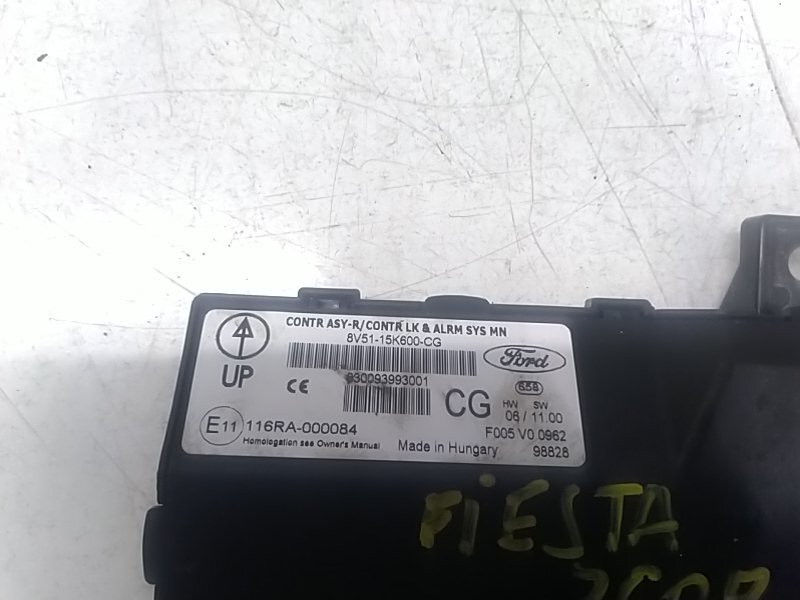 CONTR ASY-R/CONTR LK & ALRM SYS MN
8V51-15K600-CG
Ford
UP
CE
930093993001
CG
658
HW SW
06 / 11.00
E11 116RA-000084
F005 V0 0962
Homologation see Owner's Manual
Made in Hungary
98828
FiESTA